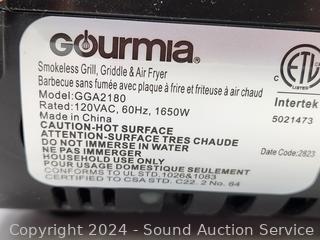 GOURMIA®
Smokeless Grill, Griddle & Air Fryer
Barbecue sans fumée avec plaque à frire et friteuse à air chaud
Model:GGA2180
Rated:120VAC, 60Hz, 1650W
Made in China
CAUTION-HOT SURFACE
ATTENTION-SURFACE TRES CHAUDE
DO NOT IMMERSE IN WATER
NE PAS IMMERGER
HOUSEHOLD USE ONLY
POUR USAGE DOMESTIQUE SEULEMENT
CONFORMS TO UL STD.1026&1083
CERTIFIED TO CSA STD. C22. 2 No. 64
C ETL
LISTED
Intertek
5021473
Date Code:2823
Copyright 2024 - Sound Auction Service